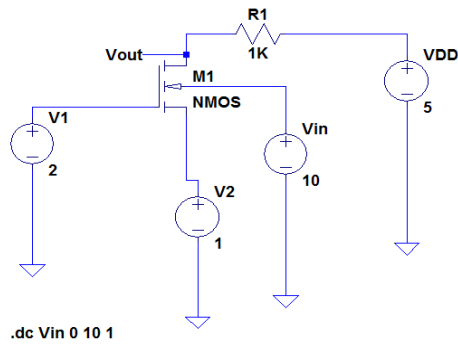 R1
1K
Vout
VDD
5
M1
NMOS
V1
2
Vin
10
V2
1
.dc Vin 0 10 1